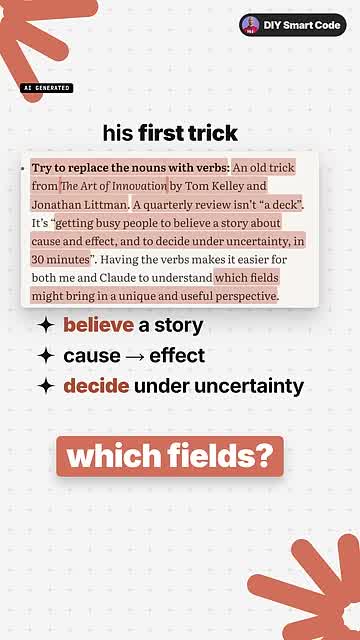 DIY Smart Code
AI GENERATED
his first trick
• Try to replace the nouns with verbs: An old trick
from The Art of Innovation by Tom Kelley and
Jonathan Littman. A quarterly review isn't “a deck”.
It's “getting busy people to believe a story about
cause and effect, and to decide under uncertainty, in
30 minutes”. Having the verbs makes it easier for
both me and Claude to understand which fields
might bring in a unique and useful perspective.
✦ believe a story
✦ cause → effect
✦ decide under uncertainty
which fields?